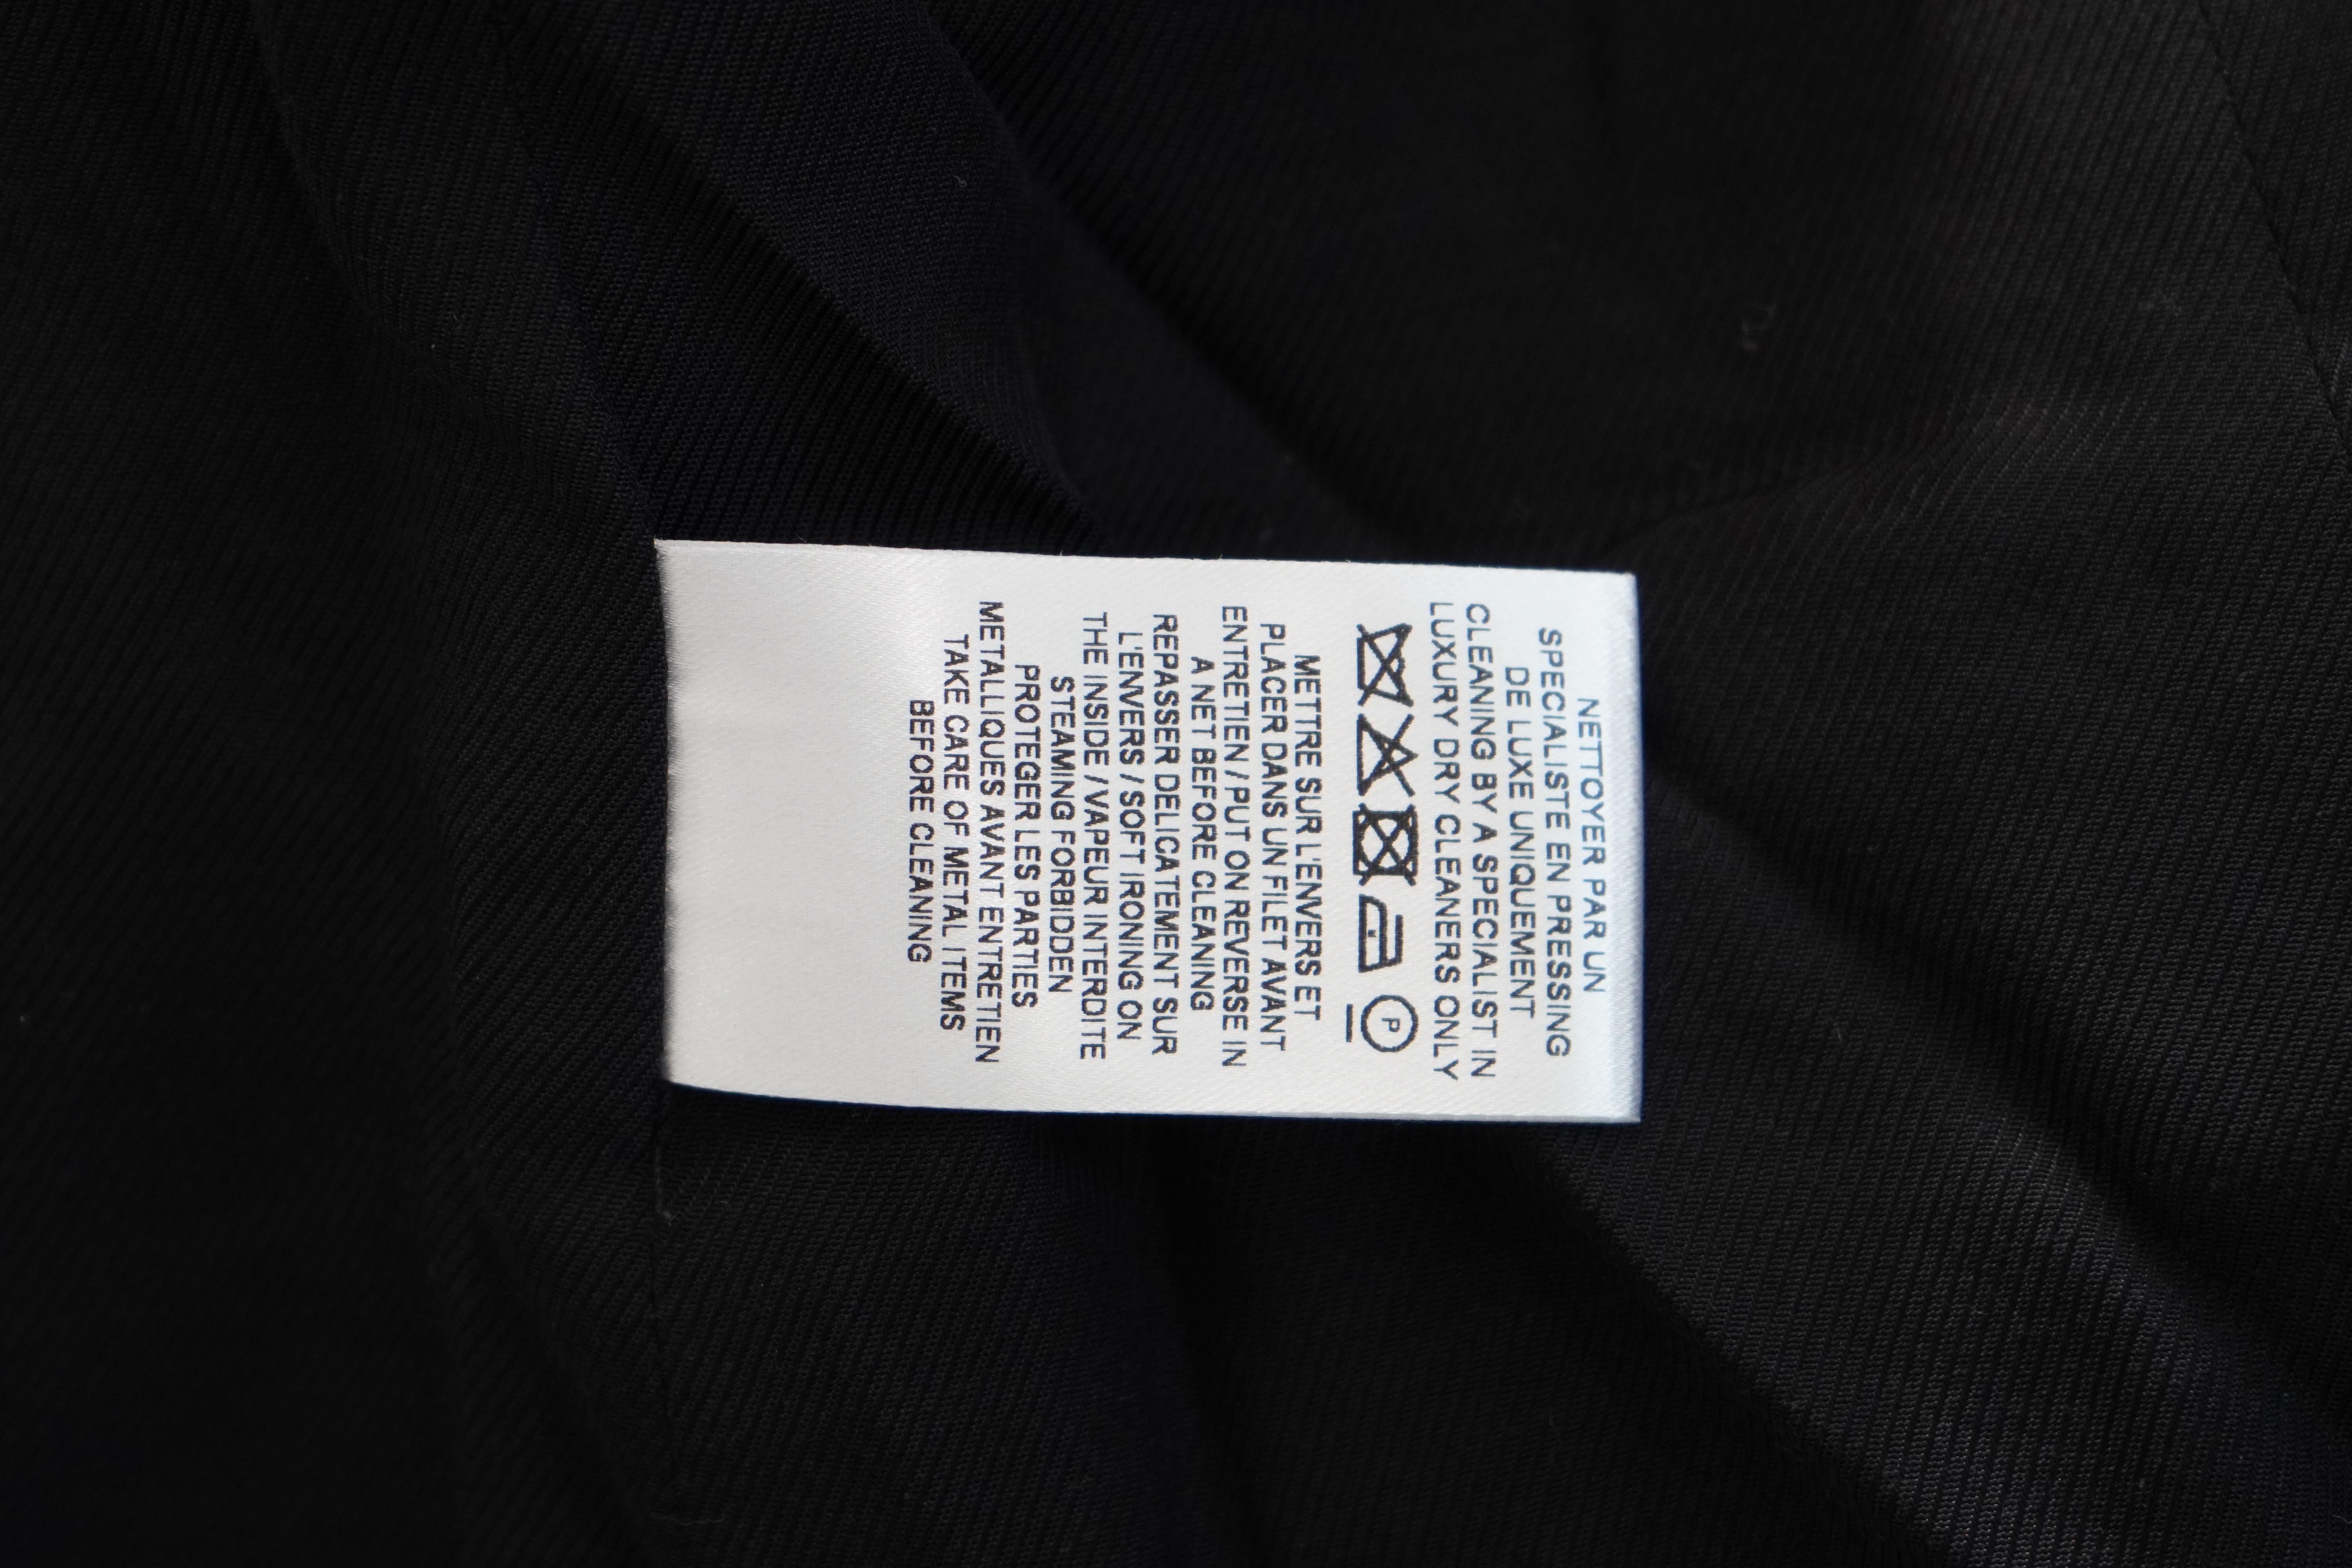 NETTOYER PAR UN
SPECIALISTE EN PRESSING
DE LUXE UNIQUEMENT
CLEANING BY A SPECIALIST IN
LUXURY DRY CLEANERS ONLY
P
METTRE SUR L'ENVERS ET
PLACER DANS UN FILET AVANT
ENTRETIEN / PUT ON REVERSE IN
A NET BEFORE CLEANING
REPASSER DELICATEMENT SUR
L'ENVERS / SOFT IRONING ON
THE INSIDE / VAPEUR INTERDITE
STEAMING FORBIDDEN
PROTEGER LES PARTIES
METALLIQUES AVANT ENTRETIEN
TAKE CARE OF METAL ITEMS
BEFORE CLEANING